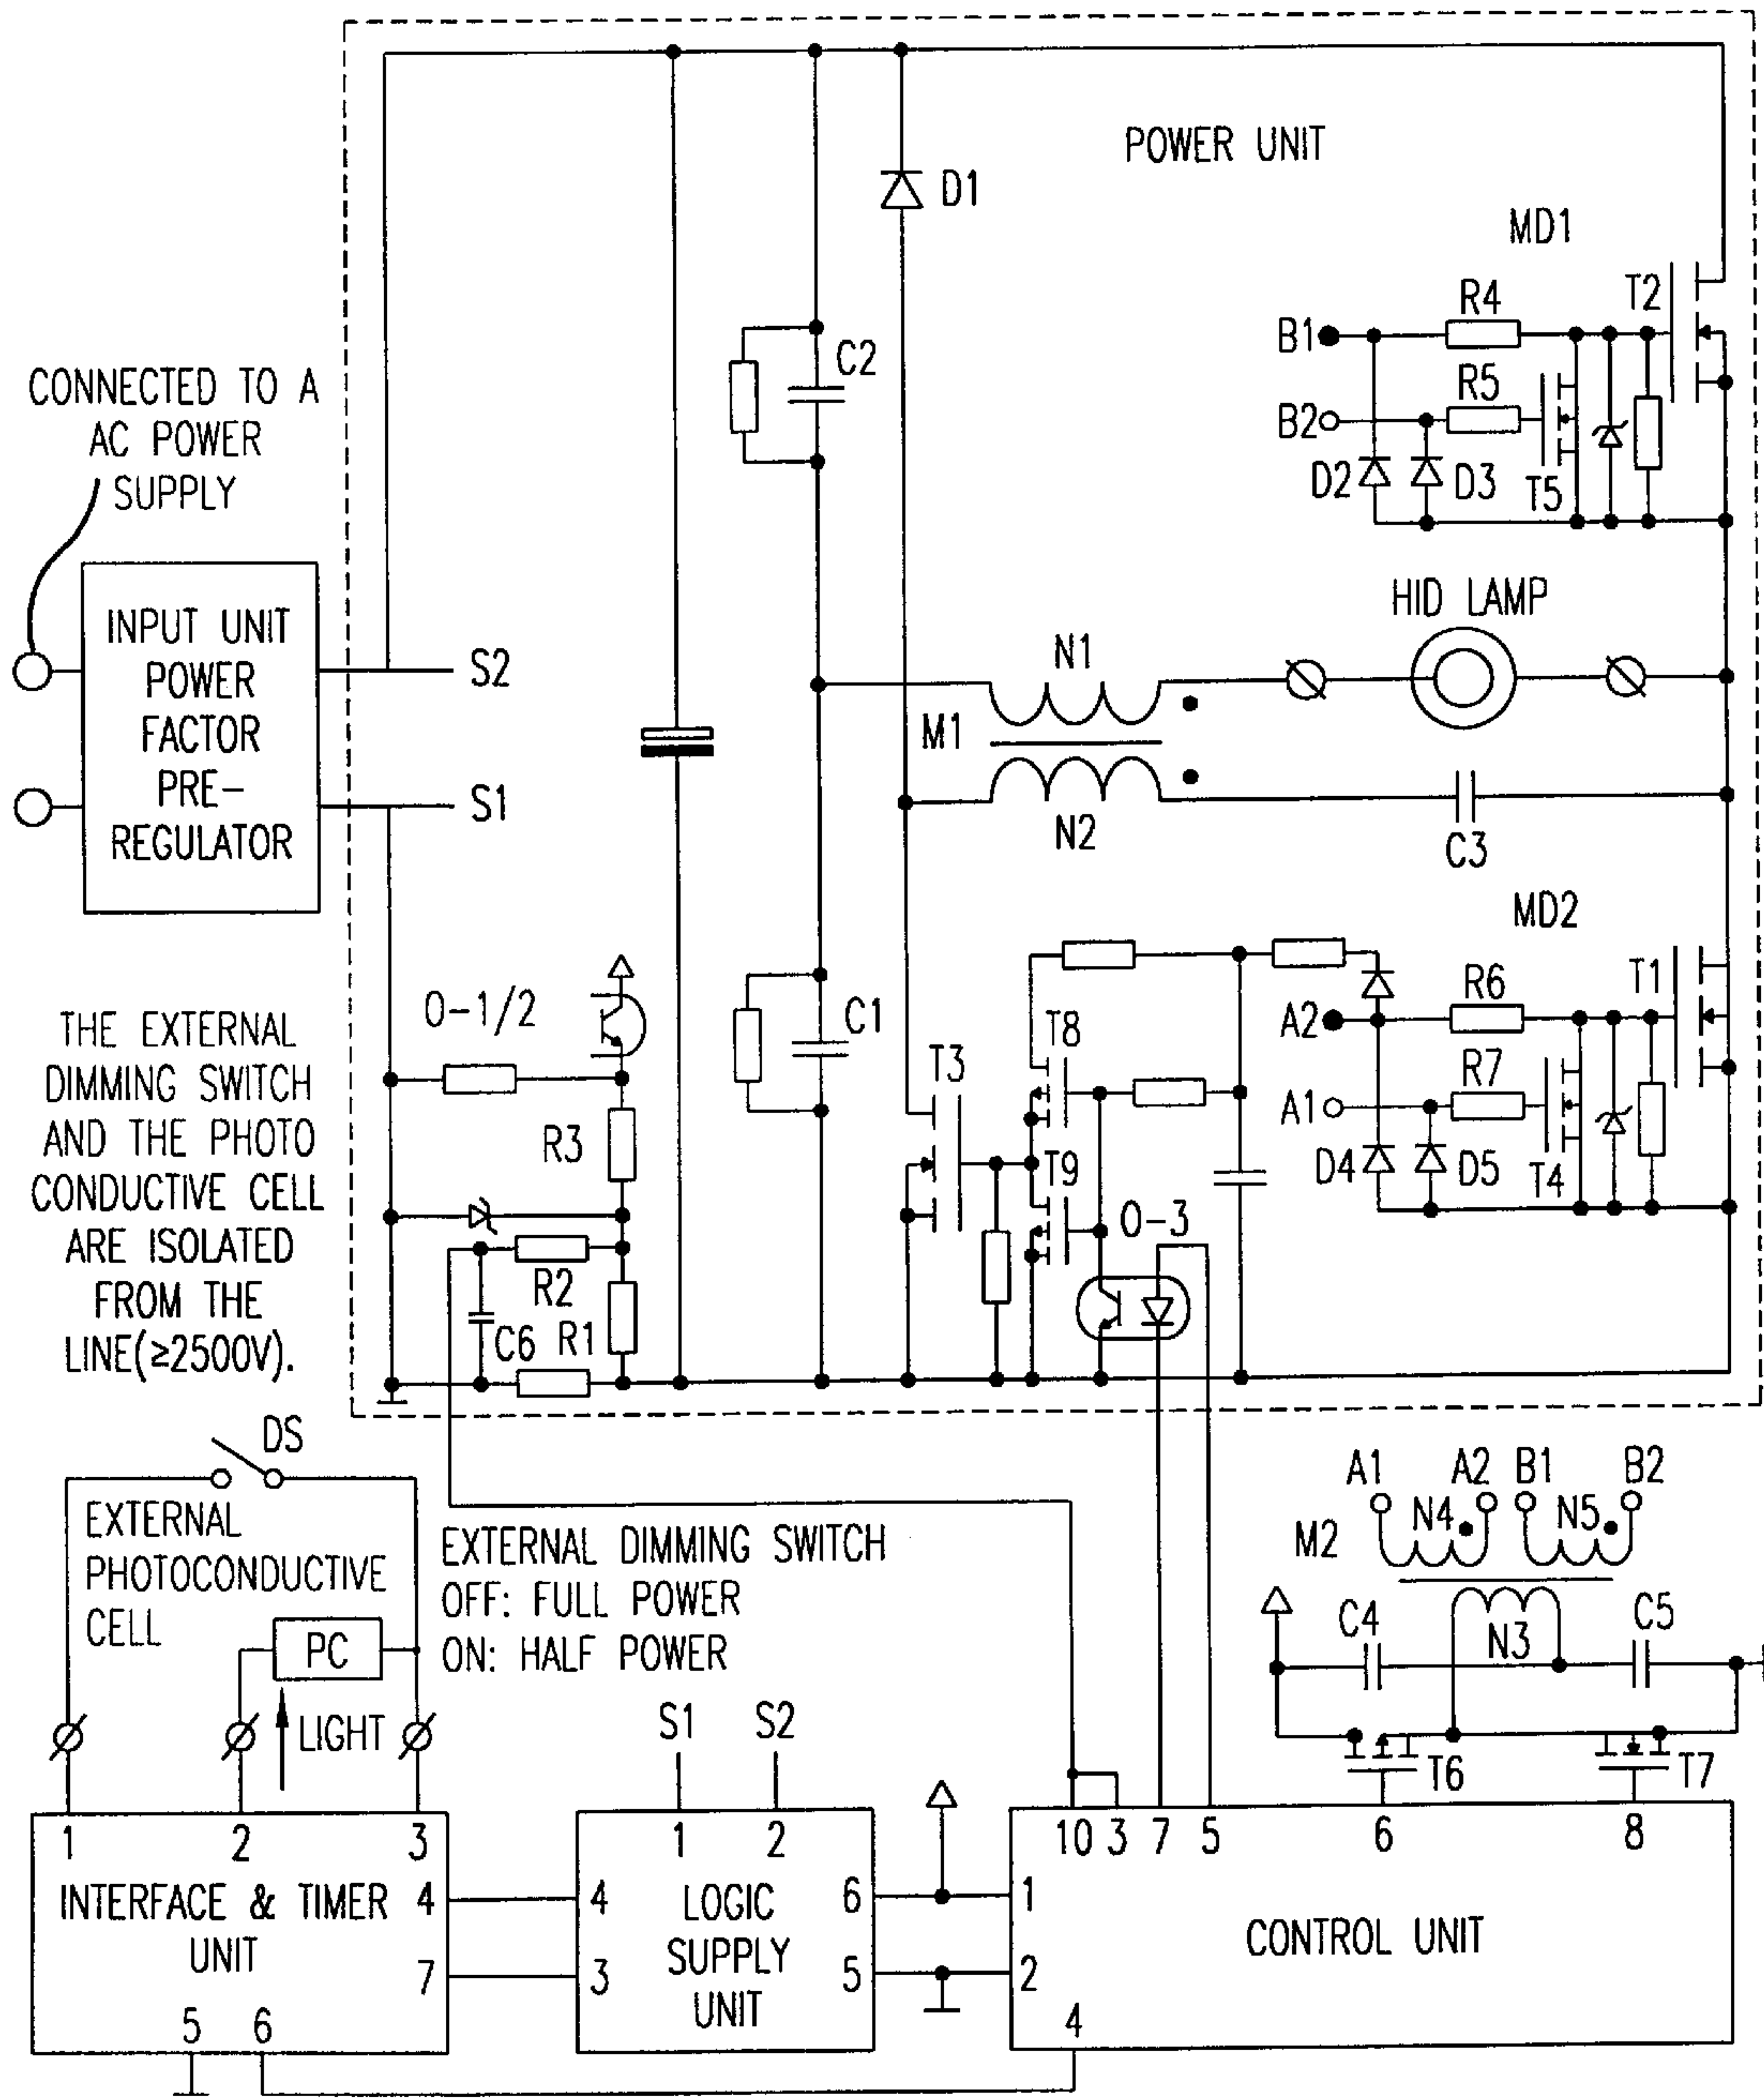 POWER UNIT
D1
MD1
R4
T2
B1
C2
R5
B2
D2
D3
T5
CONNECTED TO A
AC POWER
SUPPLY
INPUT UNIT
POWER
FACTOR
PRE-
REGULATOR
S2
S1
HID LAMP
N1
M1
N2
C3
MD2
O-1/2
C1
T3
T8
A2
R6
T1
R7
A1
D4
D5
T4
R3
T9
O-3
R2
C6
R1
THE EXTERNAL
DIMMING SWITCH
AND THE PHOTO
CONDUCTIVE CELL
ARE ISOLATED
FROM THE
LINE(≥2500V).
DS
EXTERNAL
PHOTOCONDUCTIVE
CELL
PC
LIGHT
EXTERNAL DIMMING SWITCH
OFF: FULL POWER
ON: HALF POWER
A1 A2 B1 B2
M2
N4
N5
C4
N3
C5
T6
T7
S1 S2
1 2 3
INTERFACE & TIMER
UNIT
4
7
5 6
1 2
4
LOGIC
SUPPLY
UNIT
3
6
5
10 3 7 5 6 8
1
2
CONTROL UNIT
4